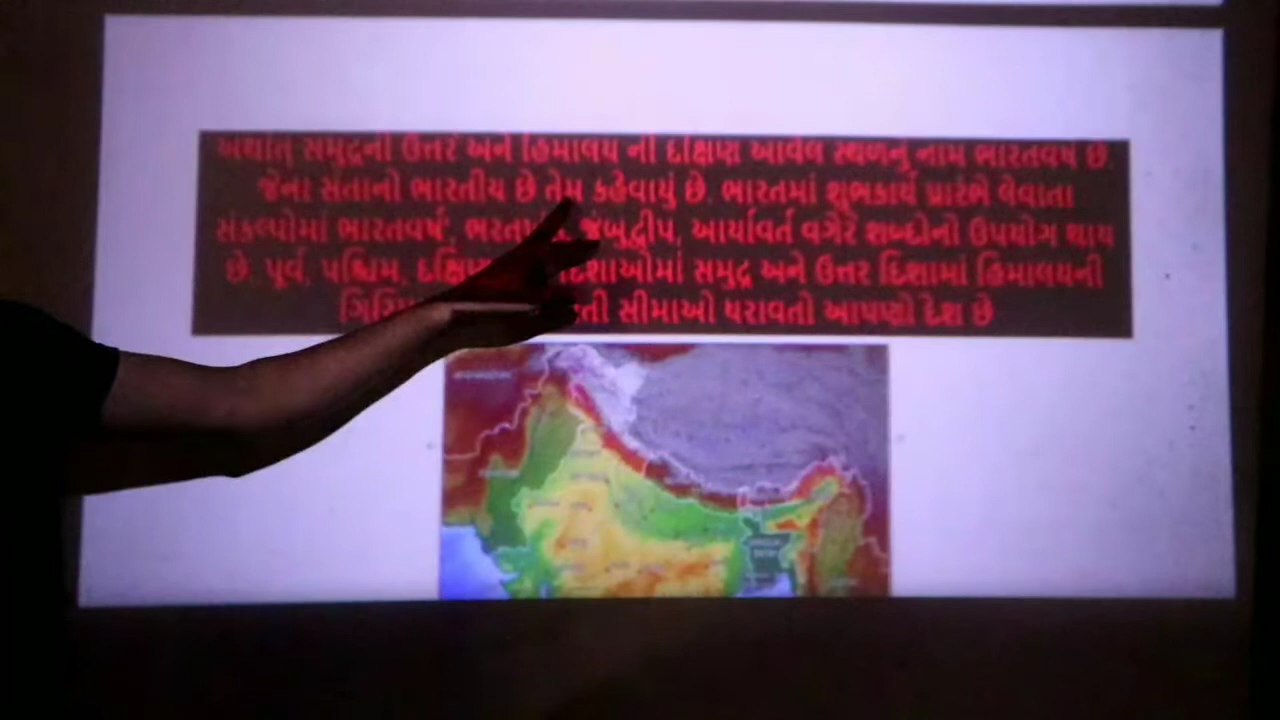 અર્થાત્ સમુદ્રની ઉત્તરે અને હિમાલય ની દક્ષિણે આવેલ સ્થળનું નામ ભારતવર્ષ છે.
જેના સંતાનો ભારતીય છે તેમ કહેવાયું છે. ભારતમાં શુભકાર્ય પ્રારંભે લેવાતા
સંકલ્પોમાં ભારતવર્ષ, જંબુદ્વીપ, આર્યાવર્ત વગેરે શબ્દોનો ઉપયોગ થાય
છે. પૂર્વ, પશ્ચિમ, સમુદ્ર અને ઉત્તર દિશામાં હિમાલયની
સીમાઓ ધરાવતો આપણો દેશ છે